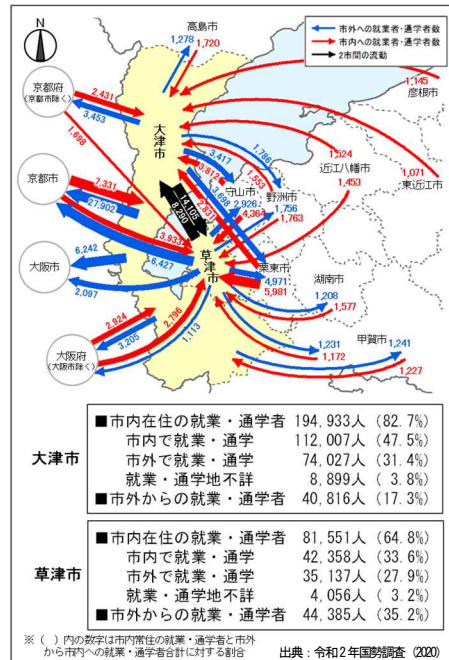 N
高島市
市外への就業者・通学者数
市内への就業者・通学者数
2市間の流動
1,278
1,720
京都府
(京都市除く)
2,431
3,453
1,145
彦根市
大津市
1,698
1,786
1,524
近江八幡市
1,071
東近江市
3,417
3,812
1,553
1,453
京都市
7,331
27,902
守山市
野洲市
3,698
2,831
2,926
1,756
4,364
1,763
14,105
8,290
3,933
大阪市
6,242
6,427
2,097
草津市
栗東市
4,971
5,981
湖南市
1,208
1,577
大阪府
(大阪市除く)
2,924
3,205
2,796
1,113
1,231
1,172
甲賀市
1,241
1,227
大津市
■市内在住の就業・通学者 194,933人(82.7%)
市内で就業・通学 112,007人(47.5%)
市外で就業・通学 74,027人(31.4%)
就業・通学地不詳 8,899人( 3.8%)
■市外からの就業・通学者 40,816人(17.3%)
草津市
■市内在住の就業・通学者 81,551人(64.8%)
市内で就業・通学 42,358人(33.6%)
市外で就業・通学 35,137人(27.9%)
就業・通学地不詳 4,056人( 3.2%)
■市外からの就業・通学者 44,385人(35.2%)
※( )内の数字は市内常住の就業・通学者と市外
から市内への就業・通学者合計に対する割合
出典:令和2年国勢調査(2020)